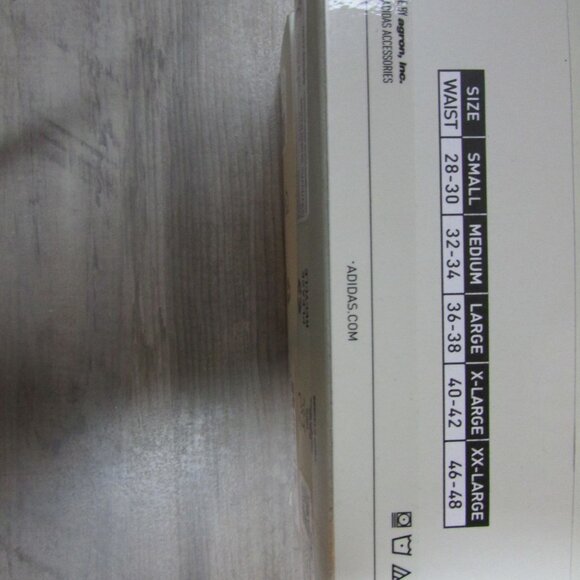 BY agron, Inc.
ADIDAS ACCESSORIES
SIZE SMALL MEDIUM LARGE X-LARGE XX-LARGE
WAIST 28-30 32-34 36-38 40-42 46-48
*ADIDAS.COM